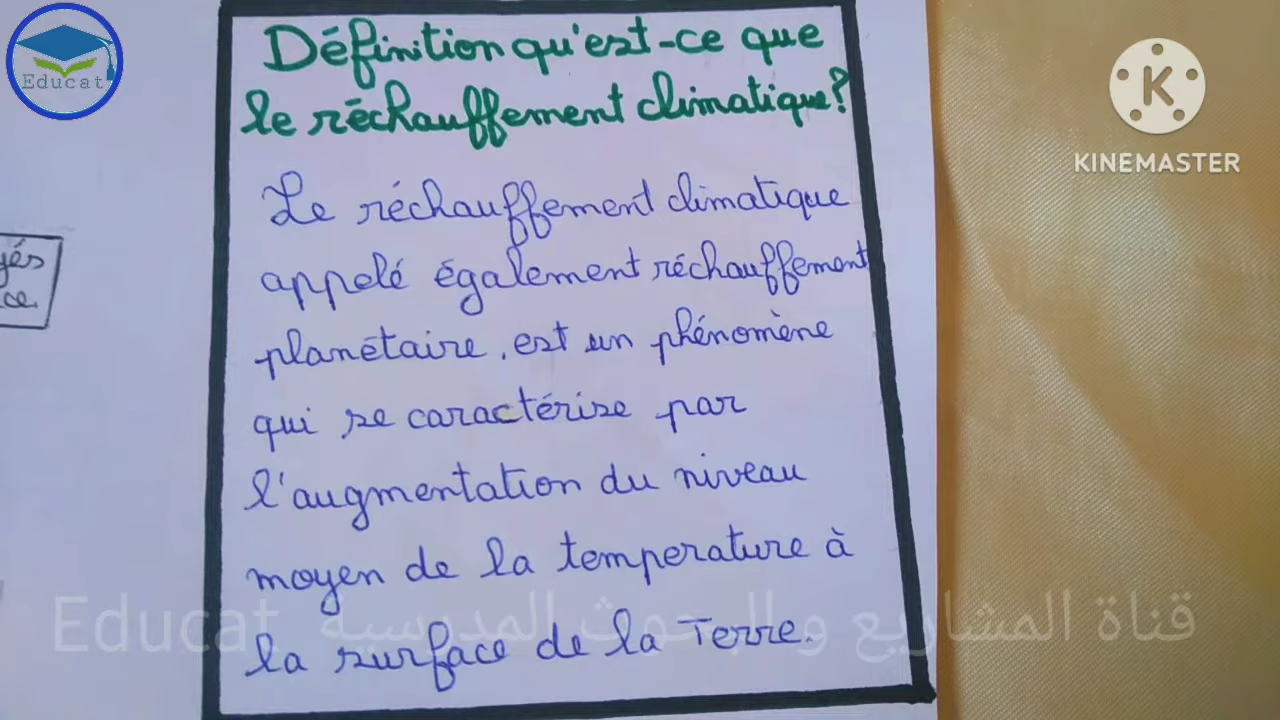 Educat
KINEMASTER
Définition qu'est-ce que
le réchauffement climatique?
Le réchauffement climatique
appelé également réchauffement
planétaire, est un phénomène
qui se caractérise par
l'augmentation du niveau
moyen de la temperature à
la surface de la Terre.
yés
ce.
Educat قناة المشاريع والبحوث المدرسية